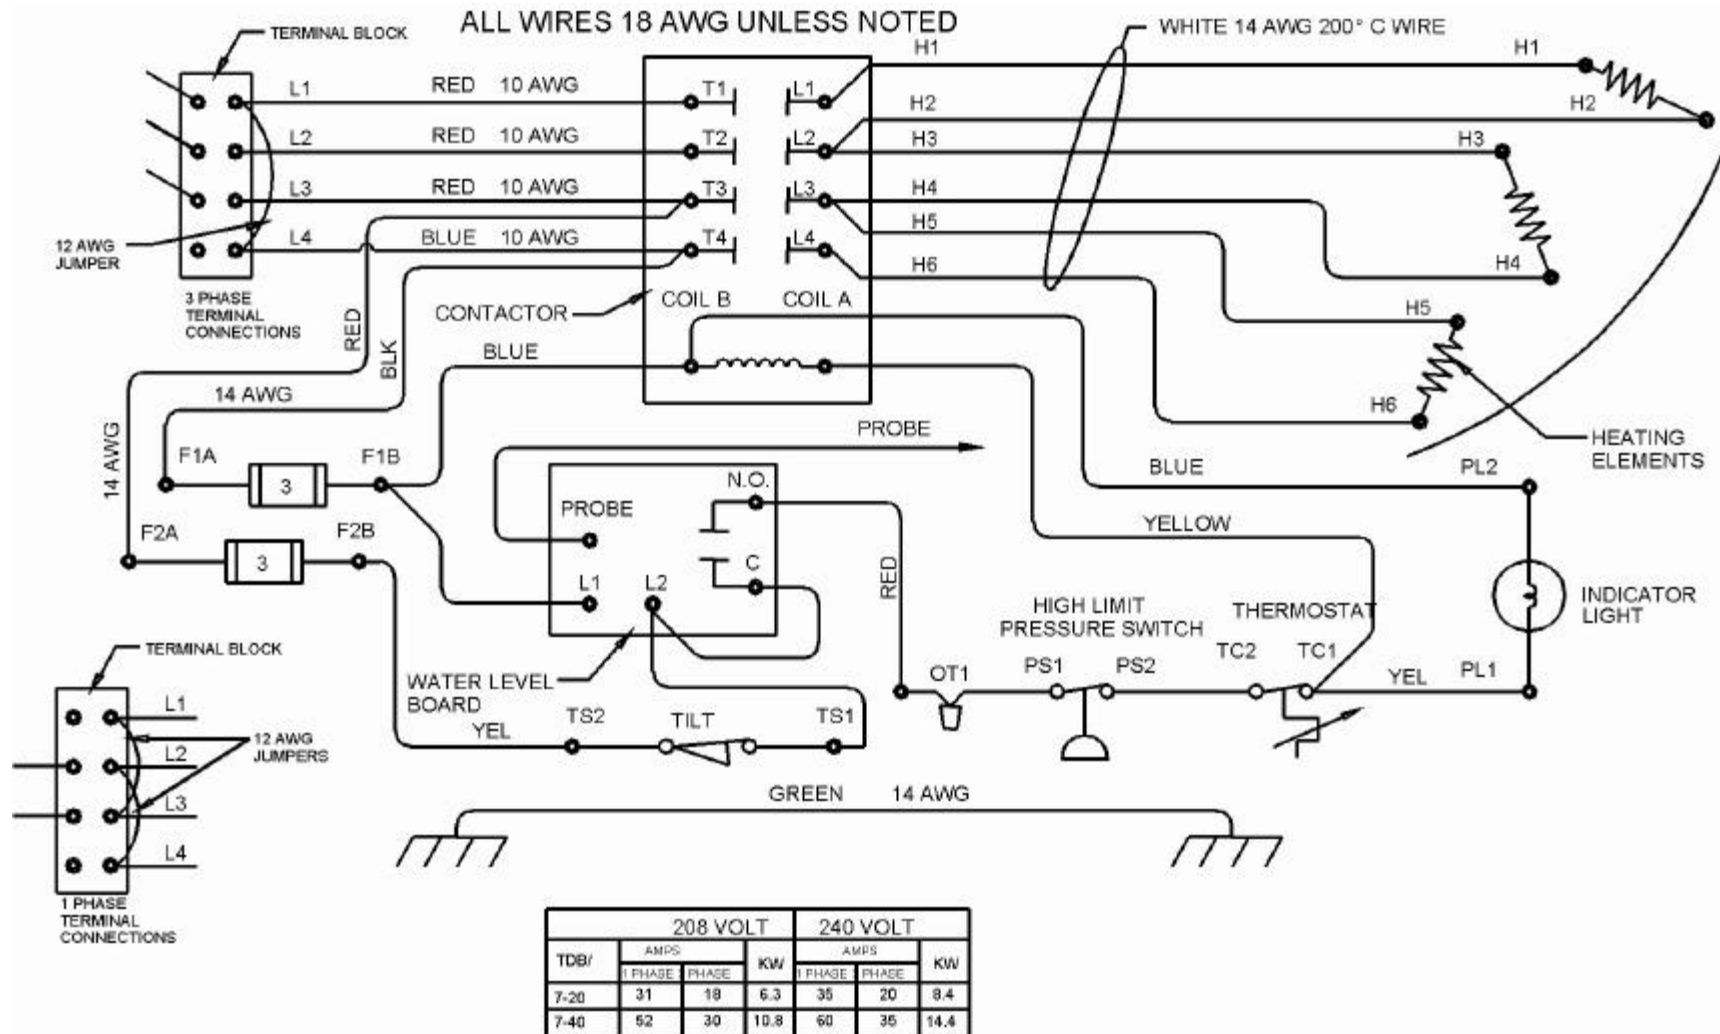 ALL WIRES 18 AWG UNLESS NOTED
TERMINAL BLOCK
WHITE 14 AWG 200° C WIRE
H1
H1
L1 RED 10 AWG T1 L1
H2
H2
L2 RED 10 AWG T2 L2
H3
H3
L3 RED 10 AWG T3 L3
H4
H5
12 AWG
JUMPER
L4 BLUE 10 AWG T4 L4
H6
H4
3 PHASE
TERMINAL
CONNECTIONS
CONTACTOR
COIL B COIL A
H5
RED
BLK
BLUE
14 AWG
14 AWG
H6
HEATING
ELEMENTS
PROBE
F1A 3 F1B
BLUE
PL2
N.O.
PROBE
YELLOW
F2A 3 F2B
C
L1 L2
RED
INDICATOR
LIGHT
HIGH LIMIT
PRESSURE SWITCH
THERMOSTAT
TERMINAL BLOCK
WATER LEVEL
BOARD
OT1 PS1 PS2 TC2 TC1 YEL PL1
L1
YEL TS2 TILT TS1
12 AWG
JUMPERS
L2
L3
L4
GREEN 14 AWG
1 PHASE
TERMINAL
CONNECTIONS
208 VOLT 240 VOLT
TDB/ AMPS KW AMPS KW
1 PHASE PHASE 1 PHASE PHASE
7-20 31 18 6.3 35 20 8.4
7-40 52 30 10.8 60 35 14.4